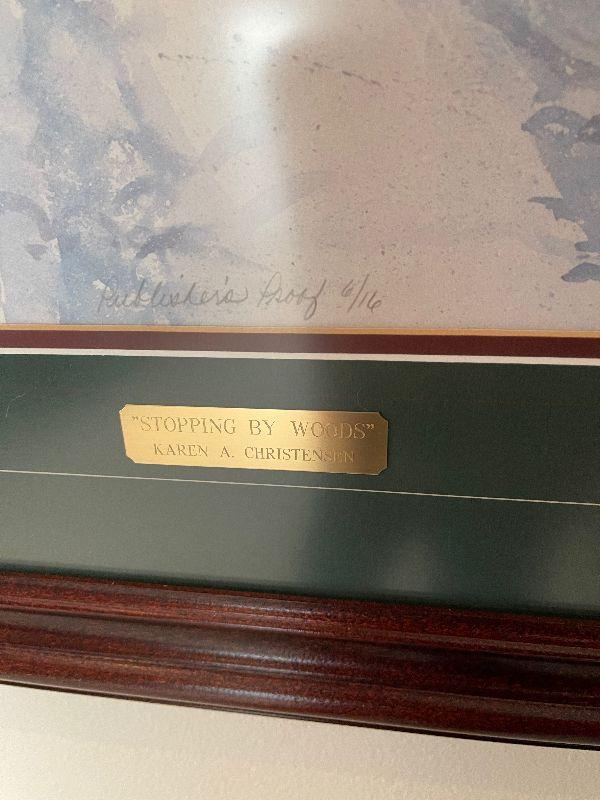 Publisher's Proof 6/16
"STOPPING BY WOODS"
KAREN A. CHRISTENSEN